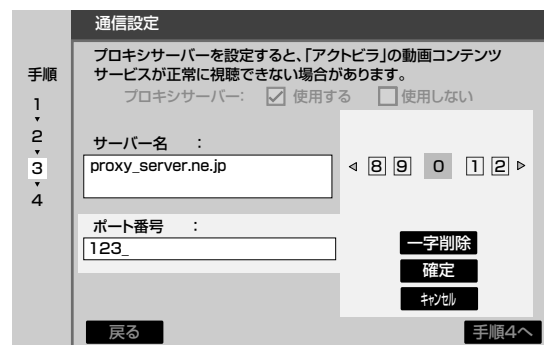 通信設定
プロキシサーバーを設定すると、「アクトビラ」の動画コンテンツ
サービスが正常に視聴できない場合があります。
プロキシサーバー: 使用する 使用しない
手順
1
2
3
4
サーバー名 :
proxy_server.ne.jp
8 9 0 1 2
ポート番号 :
123_
一字削除
確定
キャンセル
戻る
手順4へ